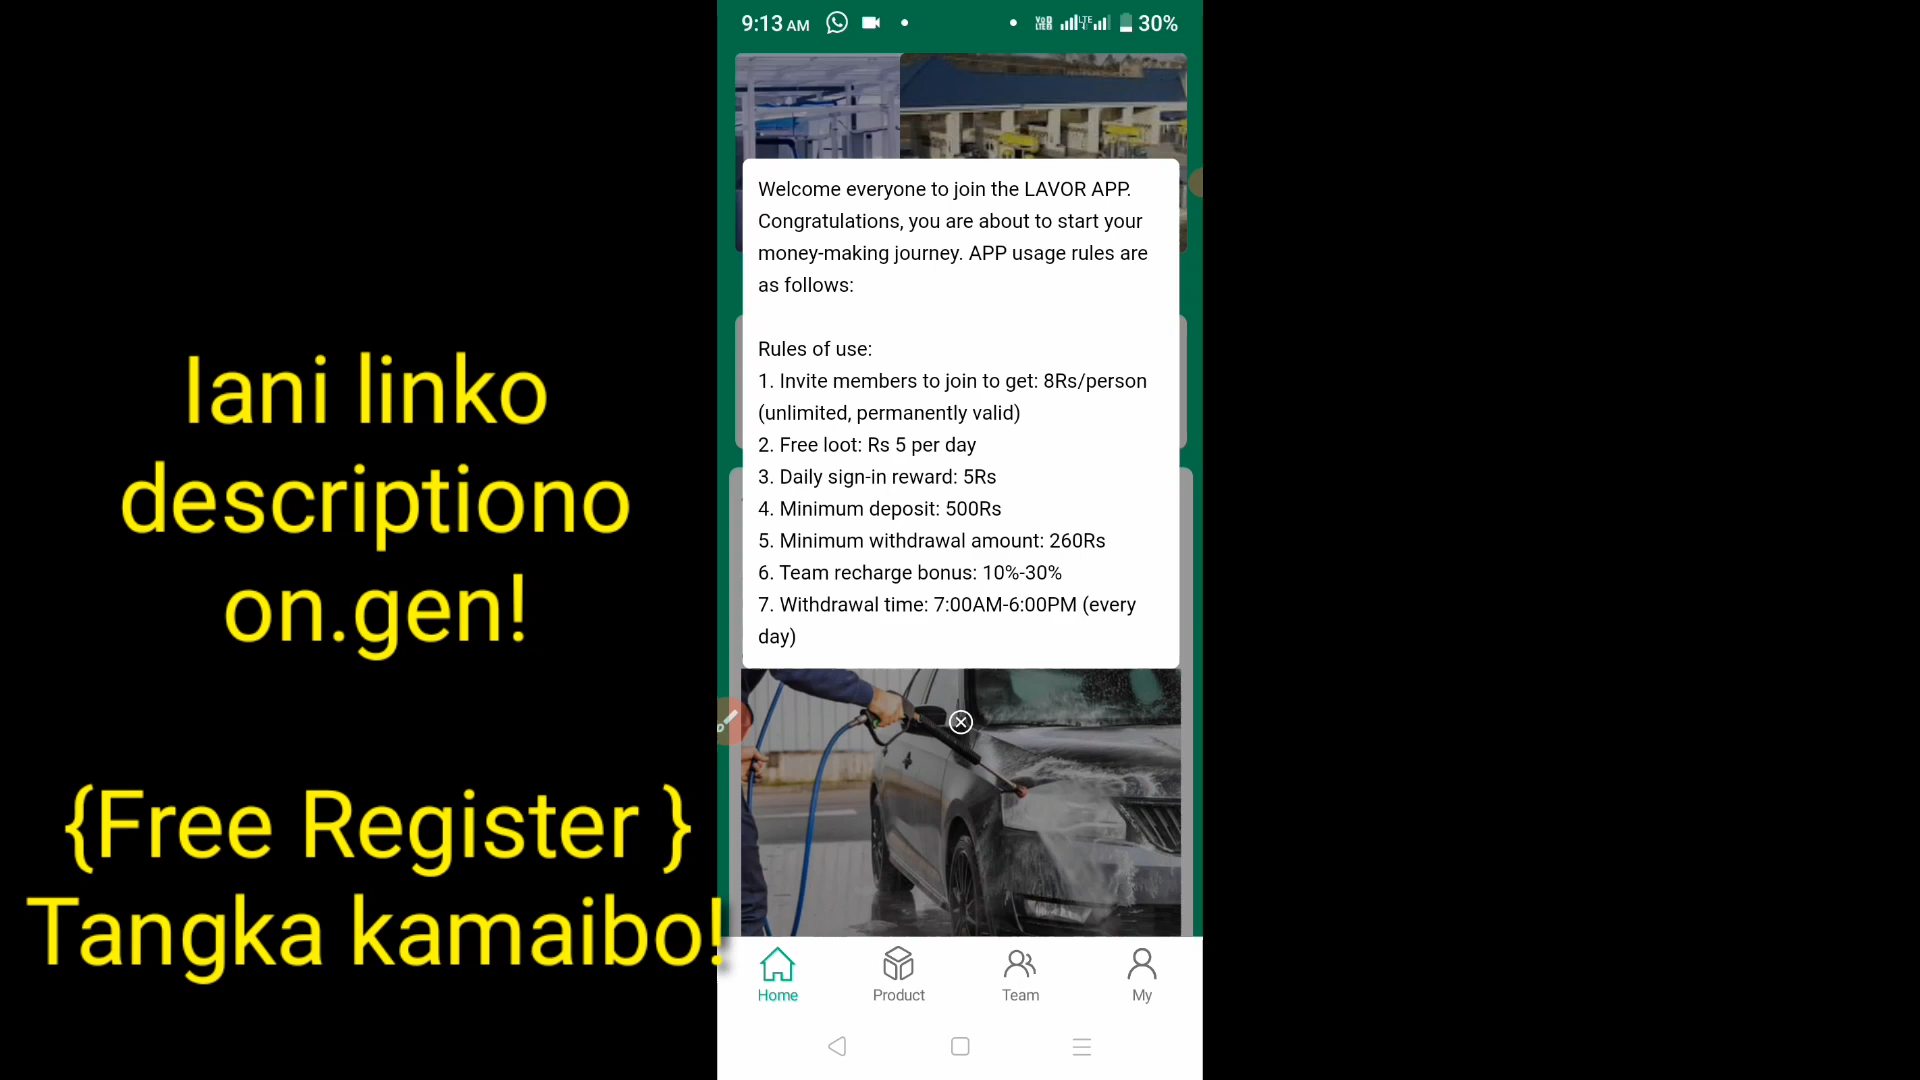 Iani linko
descriptiono
on.gen!
{Free Register }
Tangka kamaibo!
9:13 AM
VoD LTEB LTE 30%
Welcome everyone to join the LAVOR APP.
Congratulations, you are about to start your
money-making journey. APP usage rules are
as follows:
Rules of use:
1. Invite members to join to get: 8Rs/person
(unlimited, permanently valid)
2. Free loot: Rs 5 per day
3. Daily sign-in reward: 5Rs
4. Minimum deposit: 500Rs
5. Minimum withdrawal amount: 260Rs
6. Team recharge bonus: 10%-30%
7. Withdrawal time: 7:00AM-6:00PM (every
day)
Home Product Team My